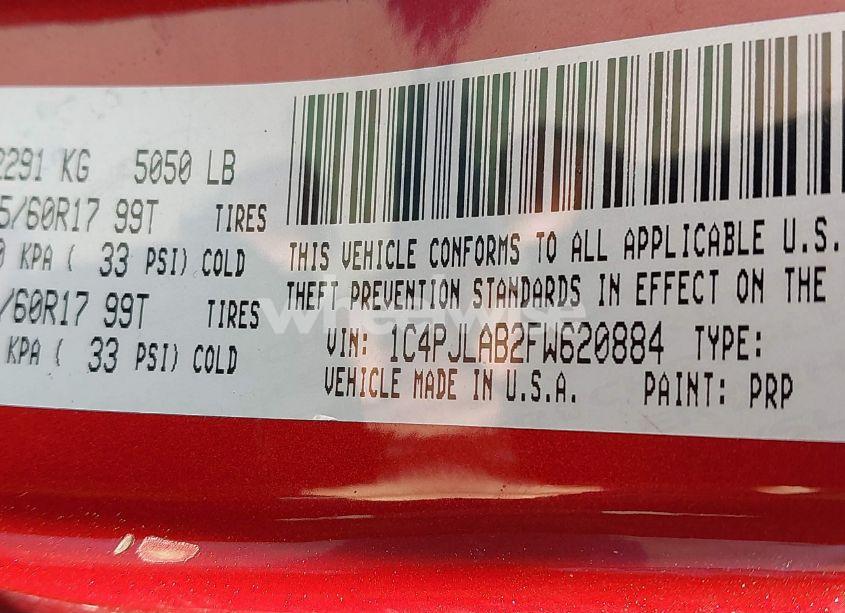 2291 KG 5050 LB
5/60R17 99T TIRES
0 KPA ( 33 PSI) COLD
/60R17 99T TIRES
KPA ( 33 PSI) COLD
THIS VEHICLE CONFORMS TO ALL APPLICABLE U.S.
THEFT PREVENTION STANDARDS IN EFFECT ON THE
VIN: 1C4PJLAB2FW620884 TYPE:
VEHICLE MADE IN U.S.A. PAINT: PRP
wheelwise